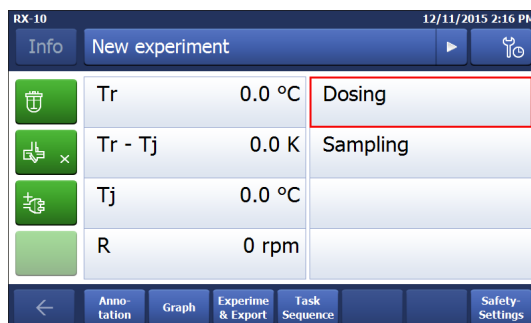 RX-10 12/11/2015 2:16 PM
Info New experiment
Tr 0.0 °C Dosing
Tr - Tj 0.0 K Sampling
Tj 0.0 °C
R 0 rpm
Anno- Graph Experime Task Safety-
tation & Export Sequence Settings